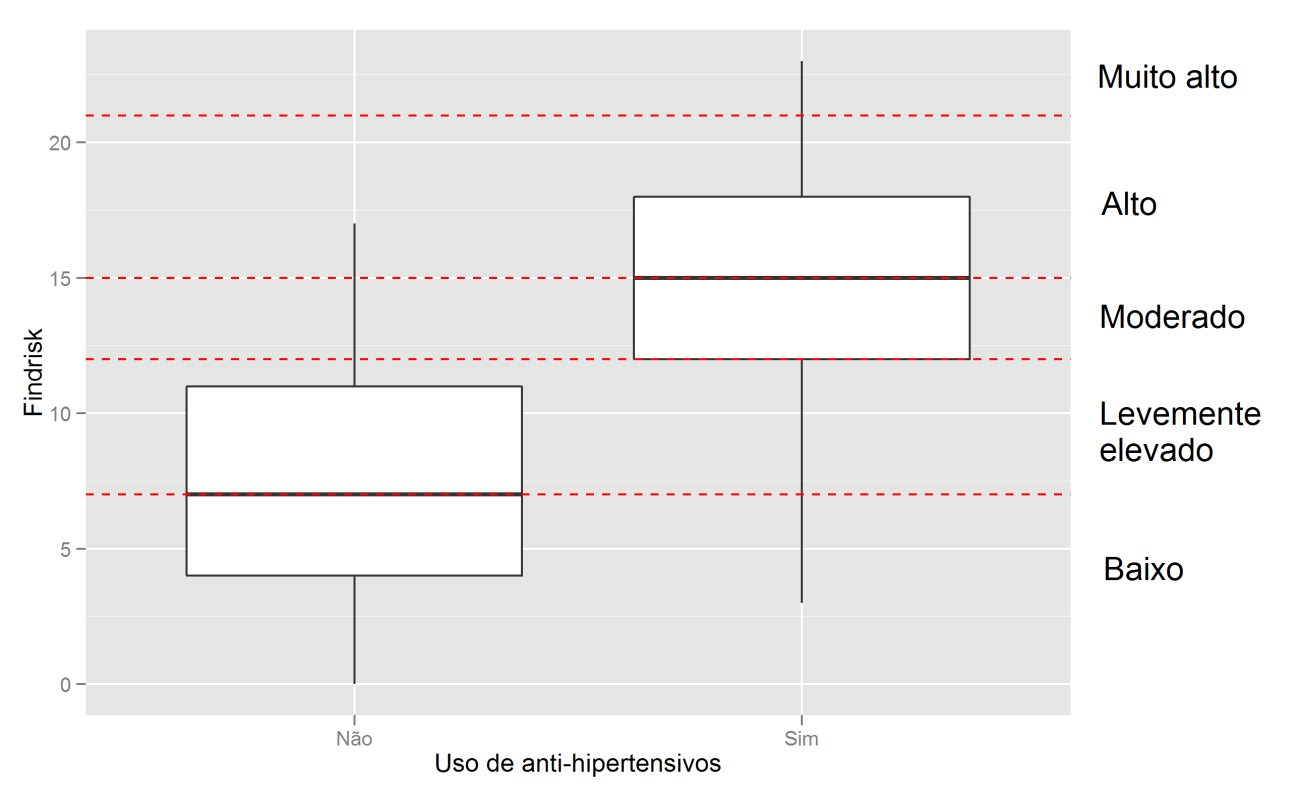 Muito alto
20
Alto
15
Moderado
Findrisk
10
Levemente
elevado
5
Baixo
0
Não
Sim
Uso de anti-hipertensivos